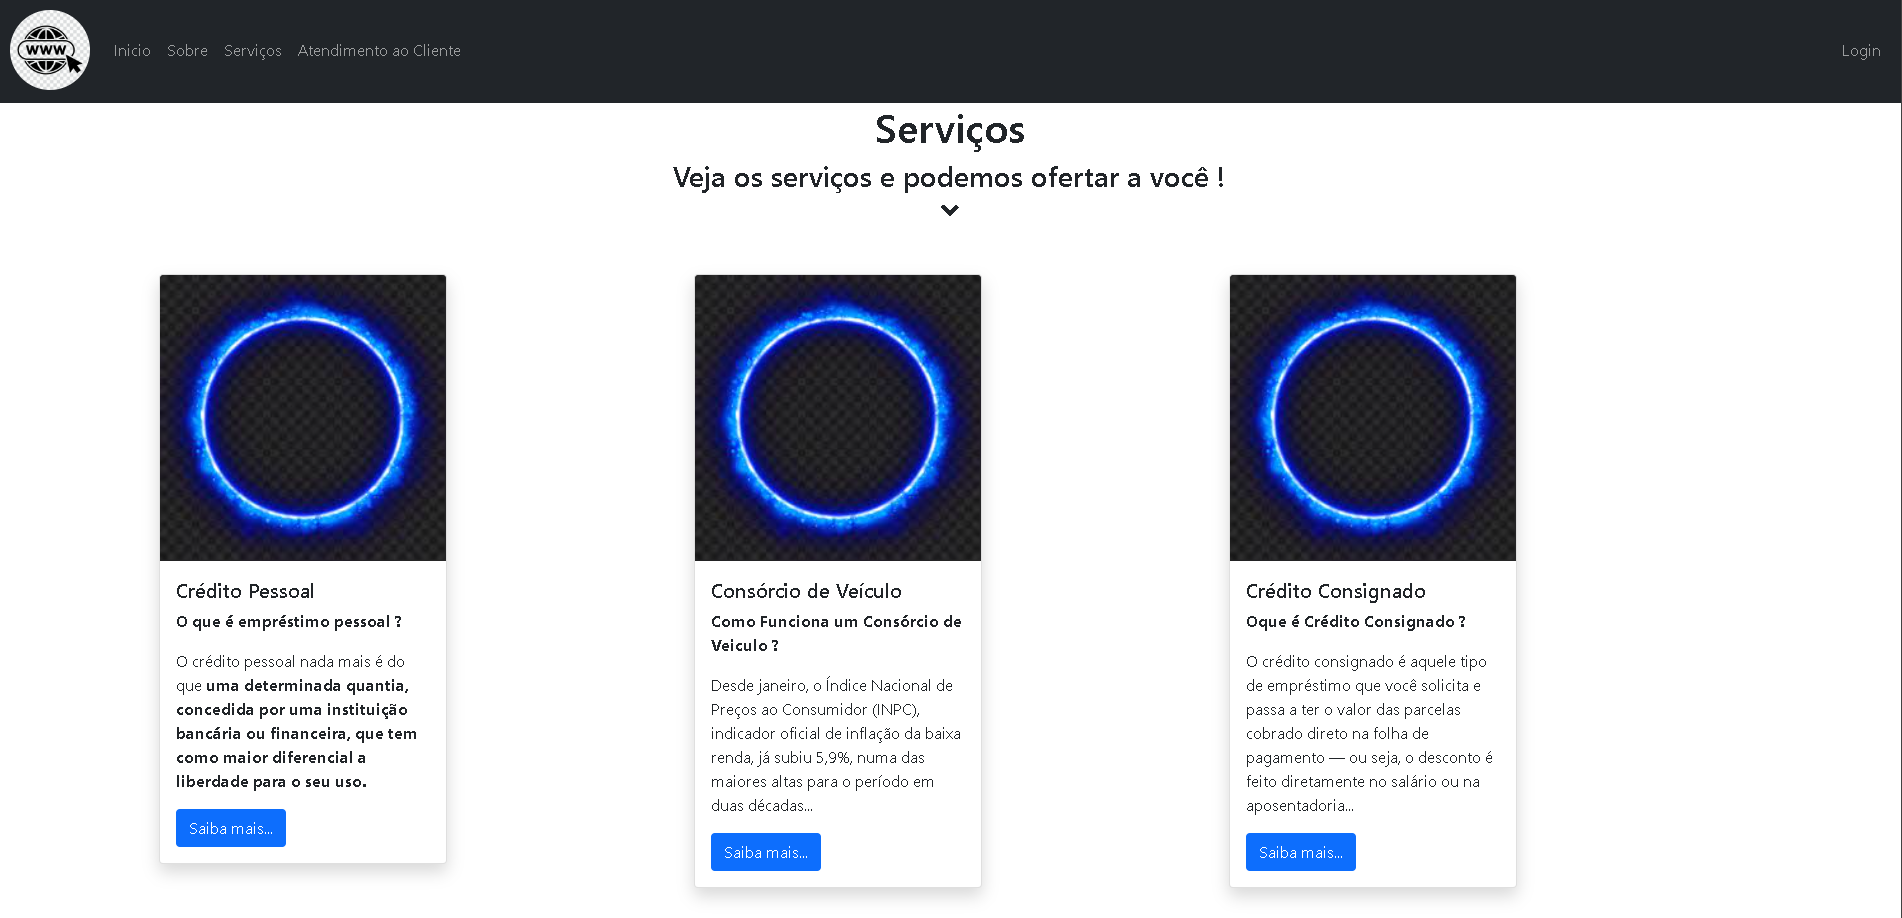 WWW
Inicio Sobre Serviços Atendimento ao Cliente Login
Serviços
Veja os serviços e podemos ofertar a você !
Crédito Pessoal
O que é empréstimo pessoal ?
O crédito pessoal nada mais é do
que uma determinada quantia,
concedida por uma instituição
bancária ou financeira, que tem
como maior diferencial a
liberdade para o seu uso.
Saiba mais...
Consórcio de Veículo
Como Funciona um Consórcio de
Veiculo ?
Desde janeiro, o Índice Nacional de
Preços ao Consumidor (INPC),
indicador oficial de inflação da baixa
renda, já subiu 5,9%, numa das
maiores altas para o período em
duas décadas...
Saiba mais...
Crédito Consignado
Oque é Crédito Consignado ?
O crédito consignado é aquele tipo
de empréstimo que você solicita e
passa a ter o valor das parcelas
cobrado direto na folha de
pagamento — ou seja, o desconto é
feito diretamente no salário ou na
aposentadoria...
Saiba mais...